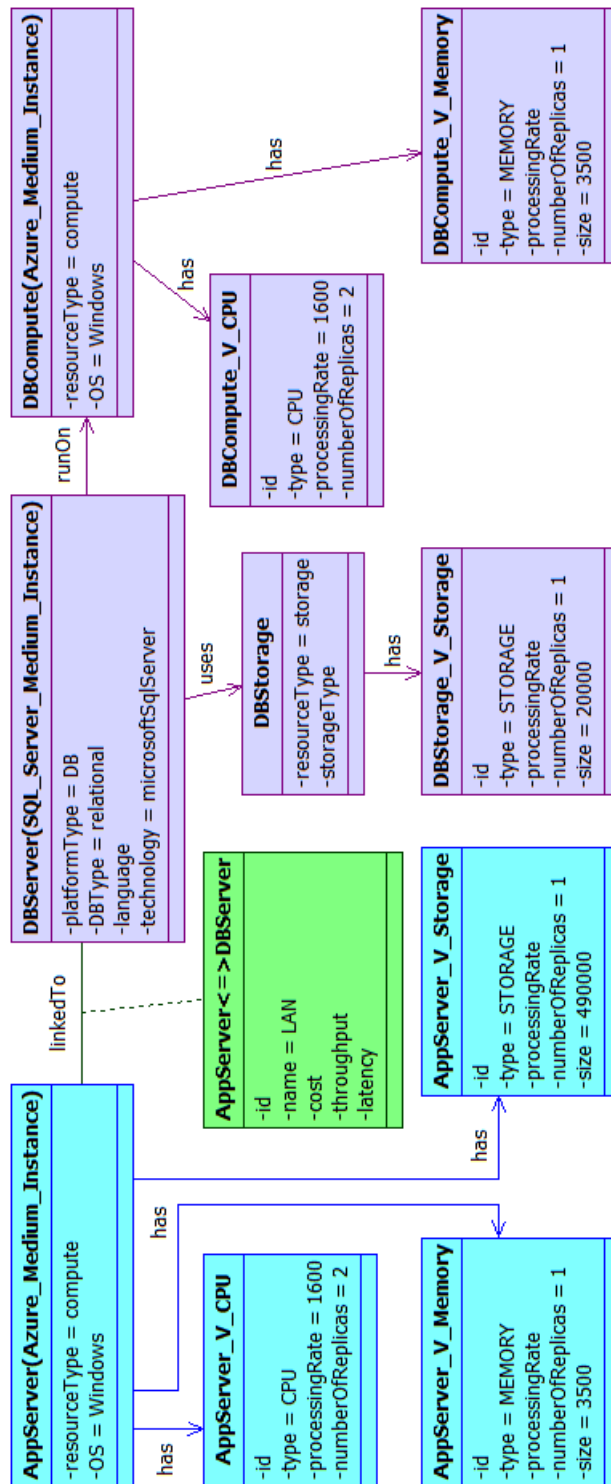 AppServer(Azure_Medium_Instance)
-resourceType = compute
-OS = Windows
linkedTo
DBServer(SQL_Server_Medium_Instance)
-platformType = DB
-DBType = relational
-language
-technology = microsoftSqlServer
runOn
DBCompute(Azure_Medium_Instance)
-resourceType = compute
-OS = Windows
has
has
has
uses
has
has
AppServer_V_CPU
-id
-type = CPU
-processingRate = 1600
-numberOfReplicas = 2
AppServer<=>DBServer
-id
-name = LAN
-cost
-throughput
-latency
DBStorage
-resourceType = storage
-storageType
DBCompute_V_CPU
-id
-type = CPU
-processingRate = 1600
-numberOfReplicas = 2
has
AppServer_V_Memory
-id
-type = MEMORY
-processingRate
-numberOfReplicas = 1
-size = 3500
AppServer_V_Storage
-id
-type = STORAGE
-processingRate
-numberOfReplicas = 1
-size = 490000
DBStorage_V_Storage
-id
-type = STORAGE
-processingRate
-numberOfReplicas = 1
-size = 20000
DBCompute_V_Memory
-id
-type = MEMORY
-processingRate
-numberOfReplicas = 1
-size = 3500